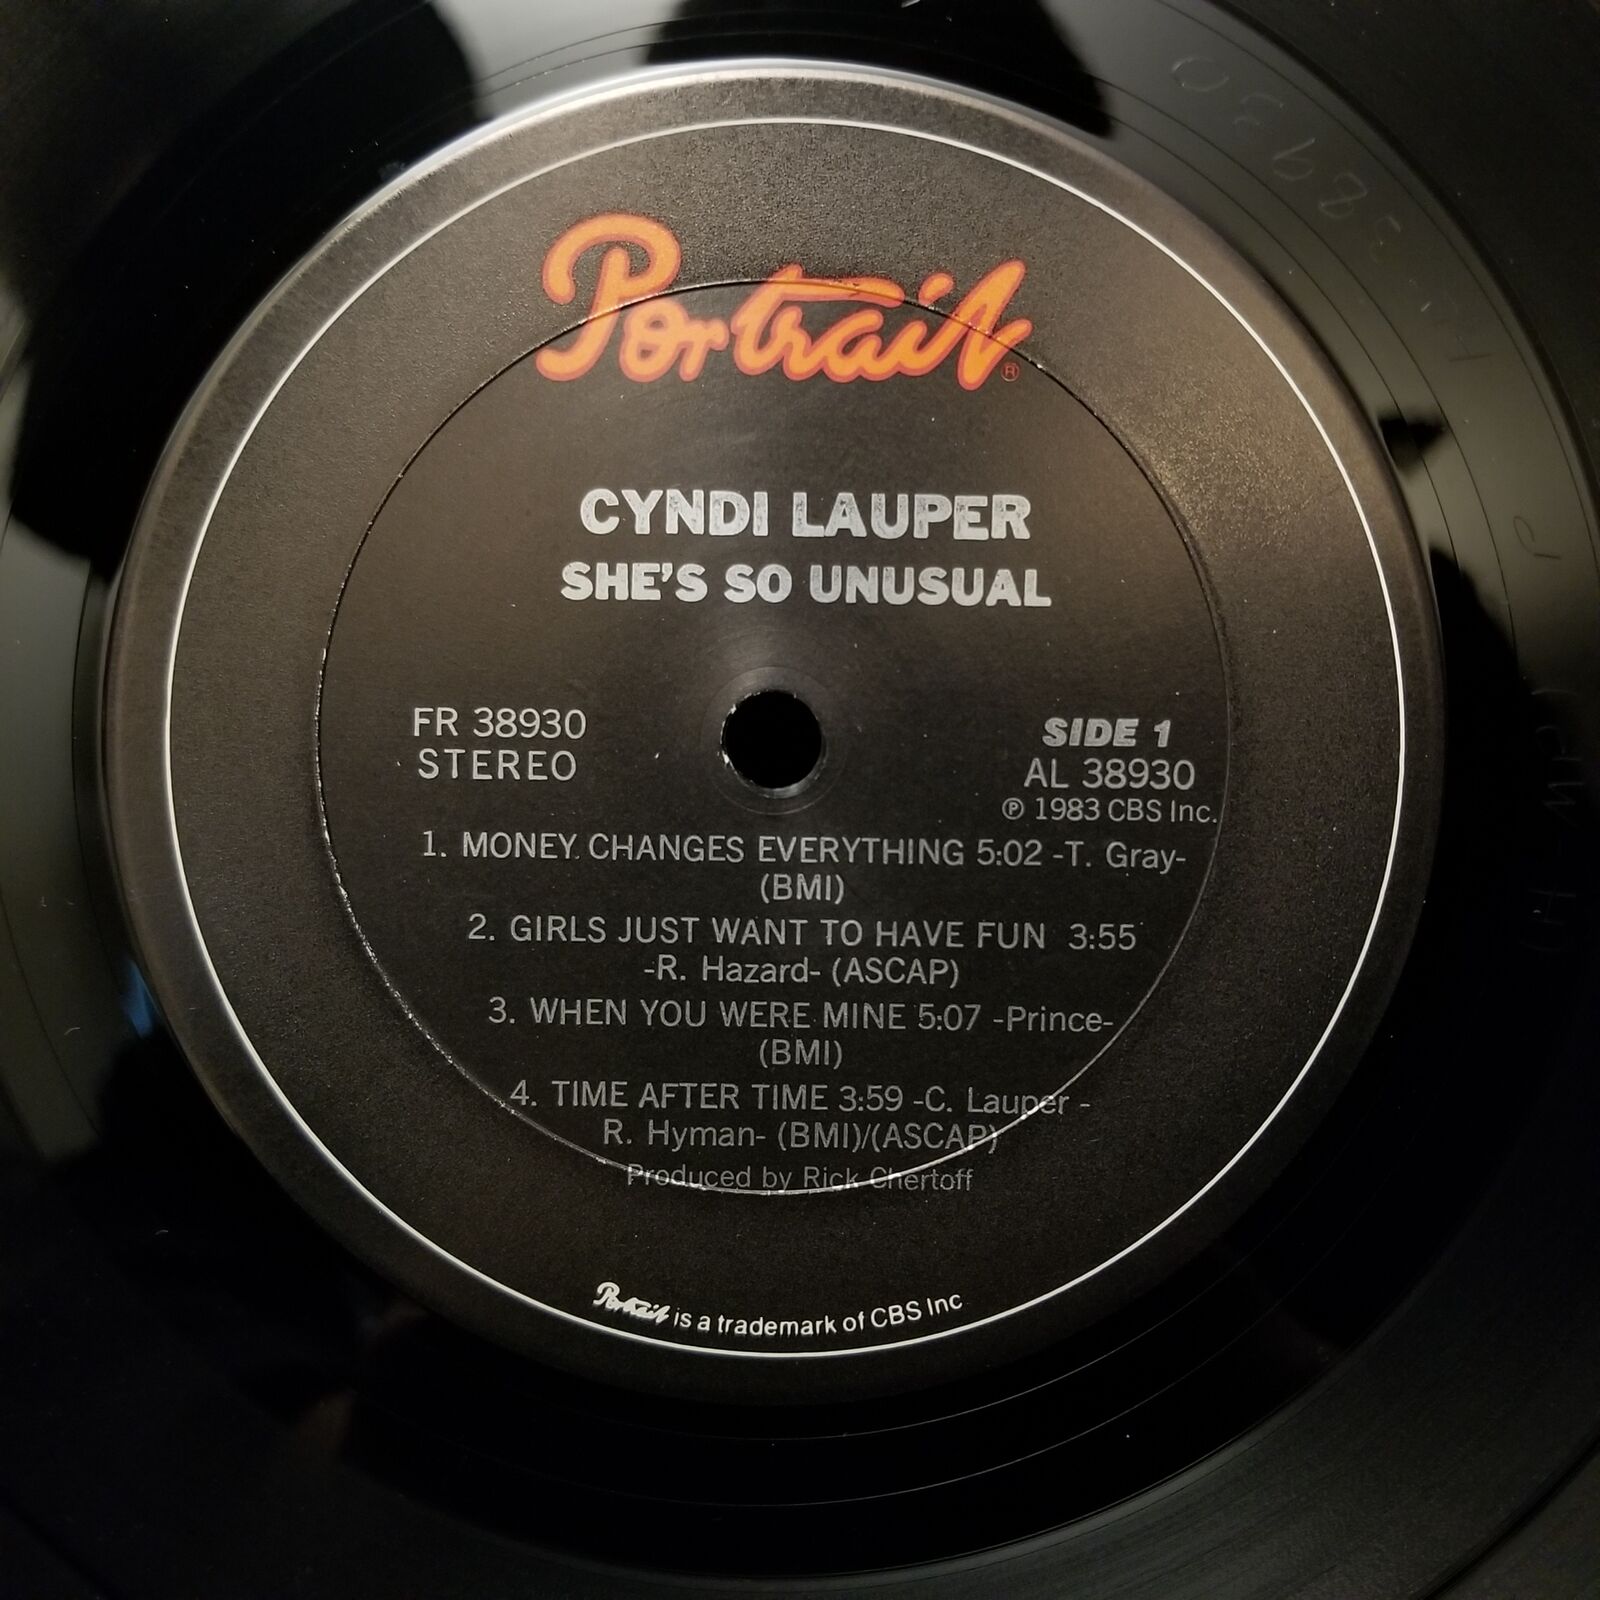 Portrait ®
CYNDI LAUPER
SHE'S SO UNUSUAL
FR 38930
STEREO
SIDE 1
AL 38930
℗ 1983 CBS Inc.
1. MONEY CHANGES EVERYTHING 5:02 -T. Gray-
(BMI)
2. GIRLS JUST WANT TO HAVE FUN 3:55
-R. Hazard- (ASCAP)
3. WHEN YOU WERE MINE 5:07 -Prince-
(BMI)
4. TIME AFTER TIME 3:59 -C. Lauper -
R. Hyman- (BMI)/(ASCAP)
Produced by Rick Chertoff
Portrait is a trademark of CBS Inc